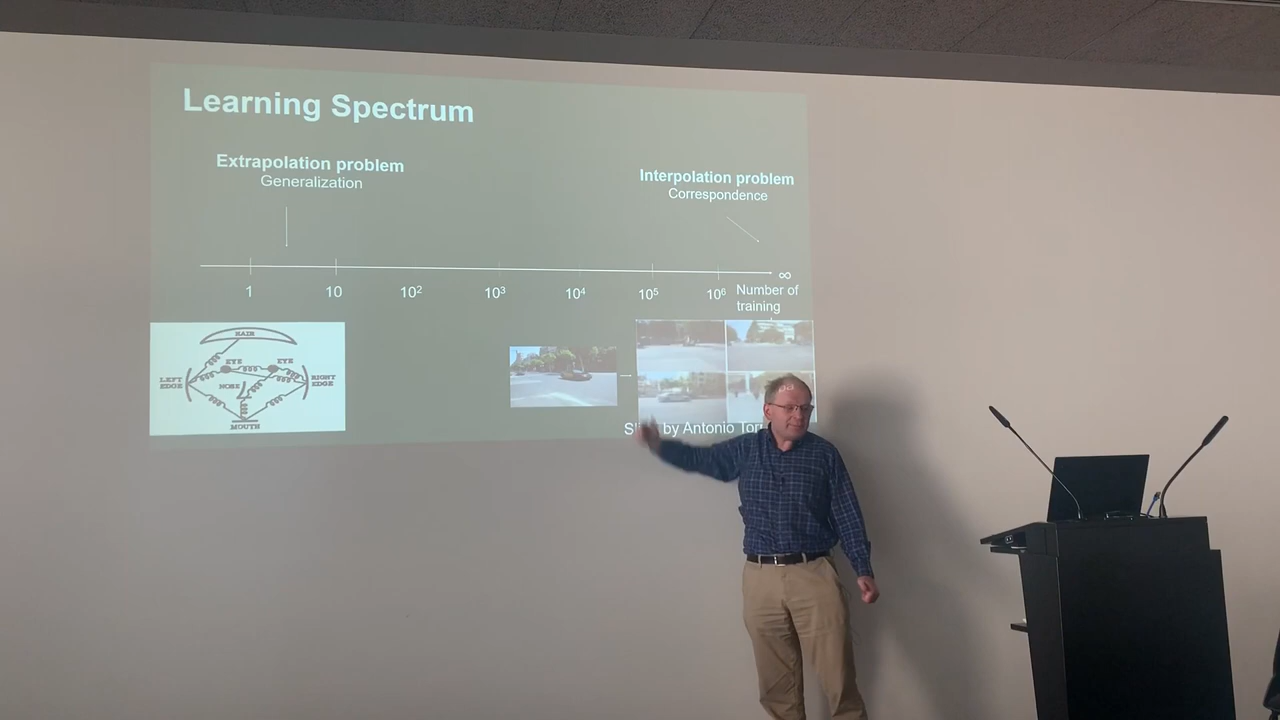 Learning Spectrum
Extrapolation problem
Generalization
Interpolation problem
Correspondence
∞
1
10
10²
10³
10⁴
10⁵
10⁶
Number of
training
HAIR
EYE
EYE
LEFT
EDGE
NOSE
RIGHT
EDGE
MOUTH
by Antonio